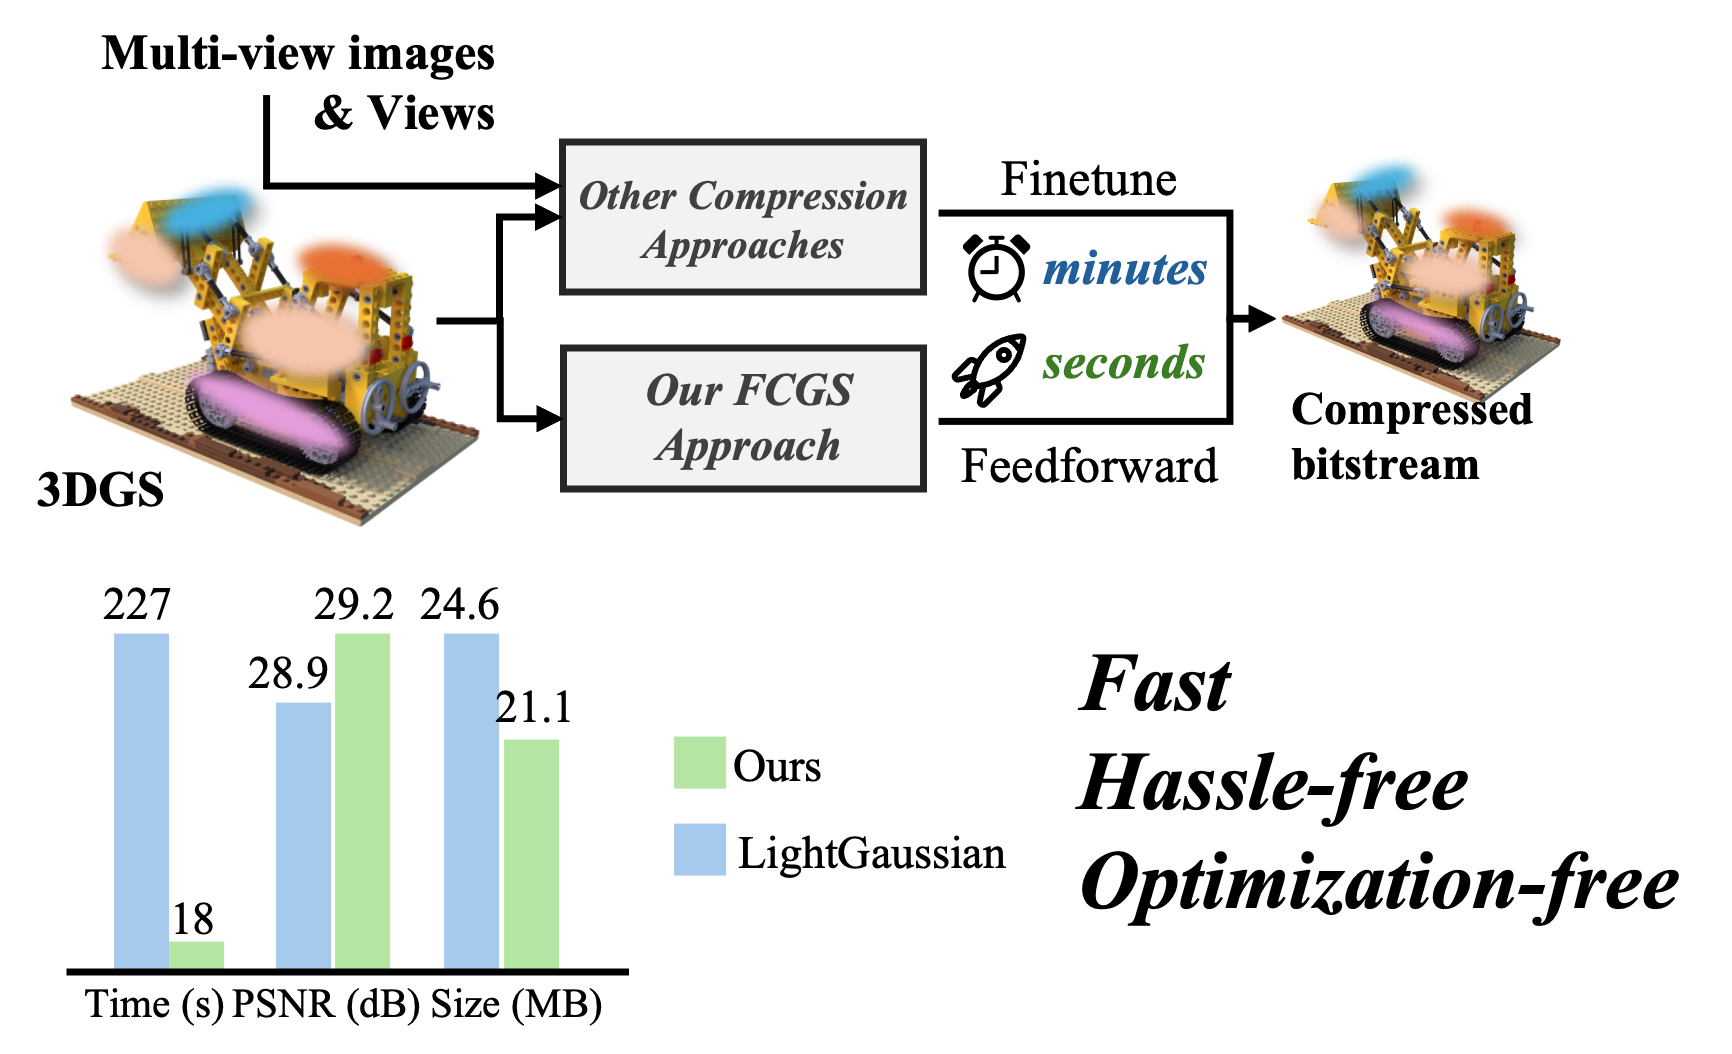 Multi-view images
& Views
Other Compression
Approaches
Finetune
minutes
seconds
Our FCGS
Approach
Feedforward
3DGS
Compressed
bitstream
227
18
28.9
29.2
24.6
21.1
Time (s)
PSNR (dB)
Size (MB)
Ours
LightGaussian
Fast
Hassle-free
Optimization-free